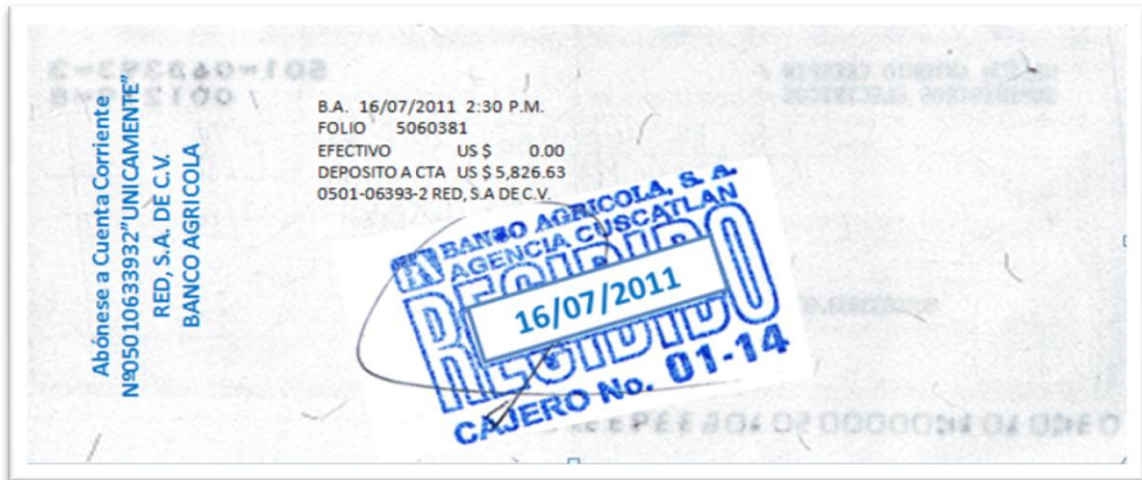 Abónese a Cuenta Corriente
Nº05010633932” UNICAMENTE”
RED, S.A. DE C.V.
BANCO AGRICOLA
B.A. 16/07/2011 2:30 P.M.
FOLIO 5060381
EFECTIVO US $ 0.00
DEPOSITO A CTA US $ 5,826.63
0501-06393-2 RED, S.A DE C.V.
BANCO AGRICOLA, S. A.
AGENCIA CUSCATLAN
RECIBIDO
16/07/2011
CAJERO No. 01-14